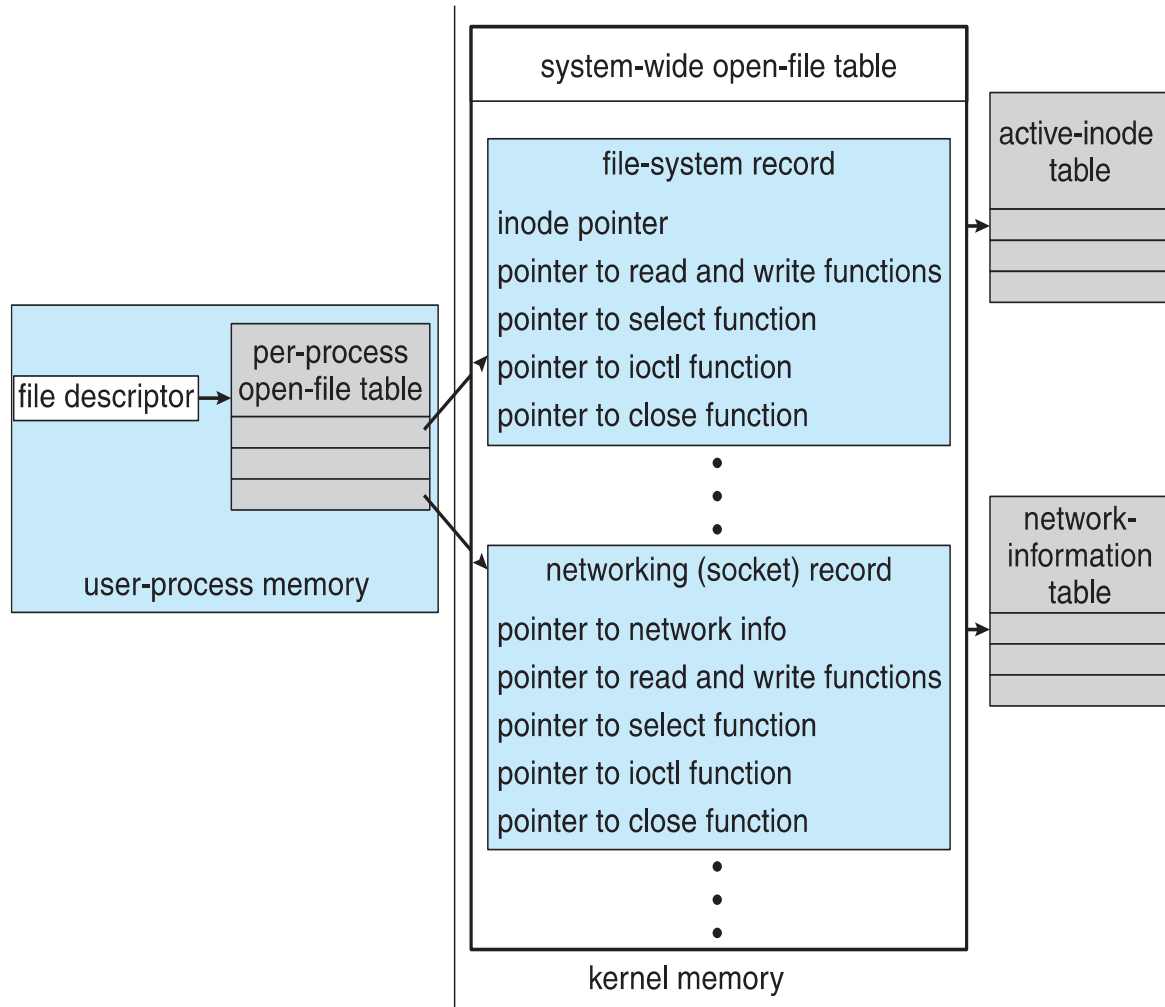 system-wide open-file table
file-system record
inode pointer
pointer to read and write functions
pointer to select function
pointer to ioctl function
pointer to close function
active-inode
table
per-process
open-file table
file descriptor
user-process memory
networking (socket) record
pointer to network info
pointer to read and write functions
pointer to select function
pointer to ioctl function
pointer to close function
network-
information
table
kernel memory